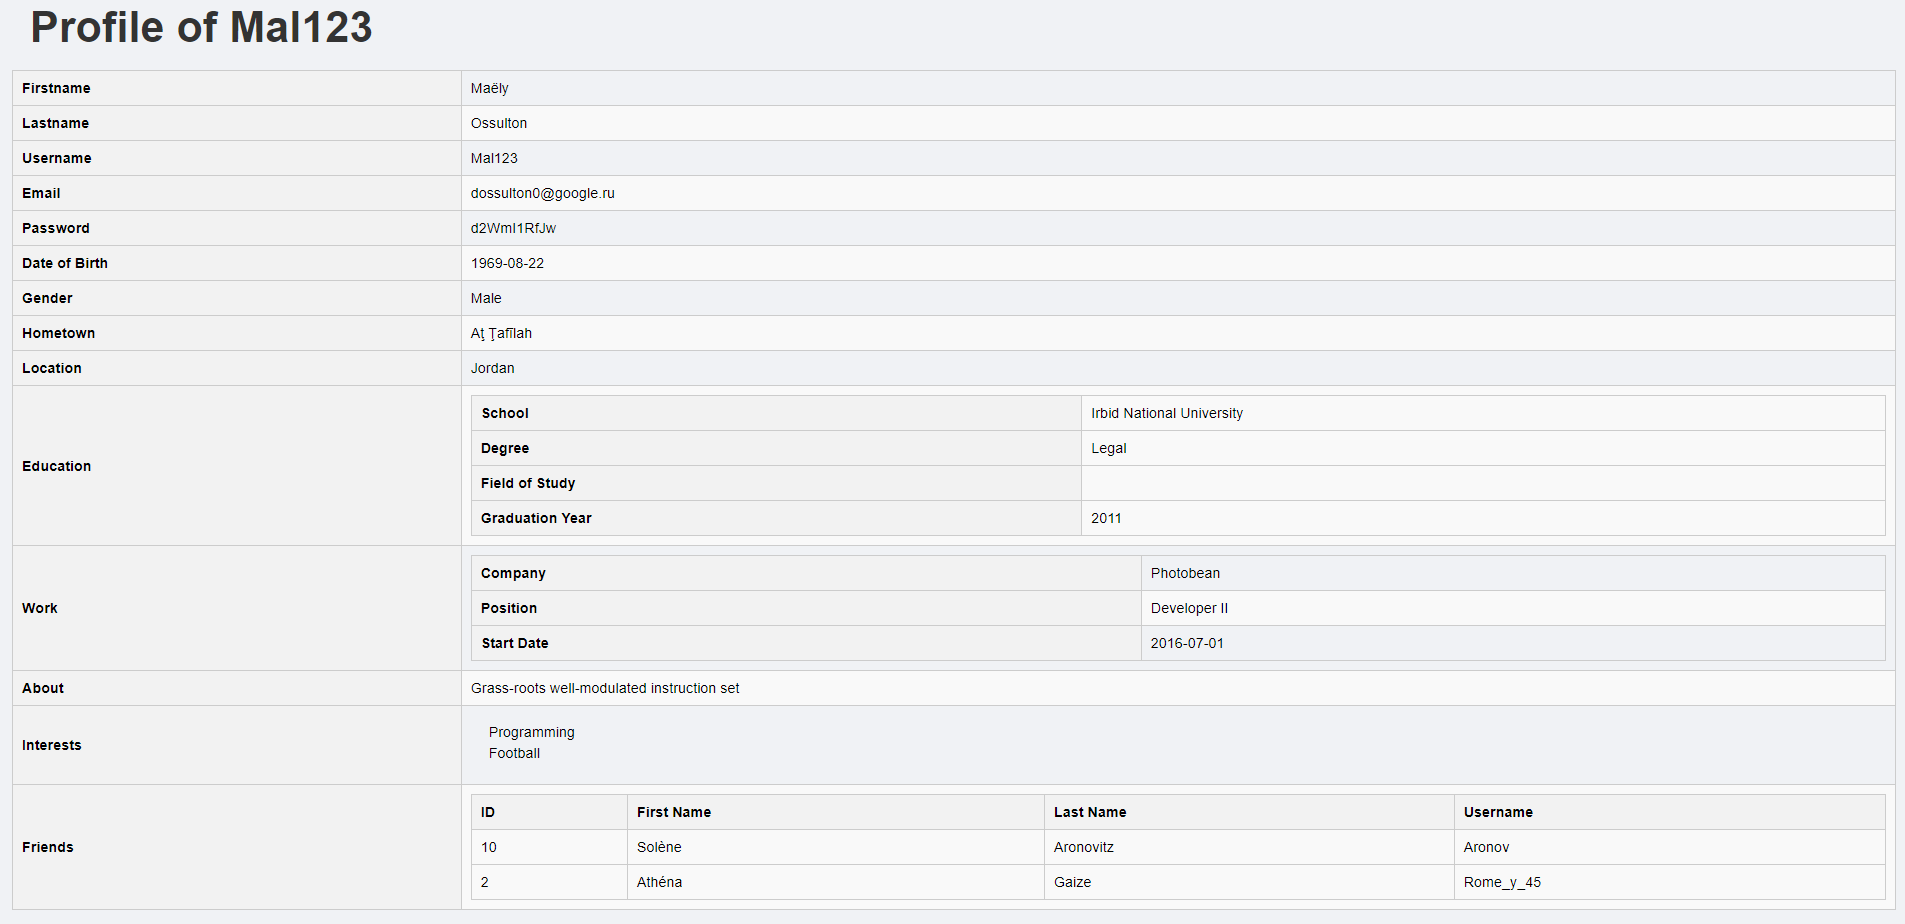 Profile of Mal123
Firstname Maëly
Lastname Ossulton
Username Mal123
Email dossulton0@google.ru
Password d2WmI1RfJw
Date of Birth 1969-08-22
Gender Male
Hometown Aţ Ţafīlah
Location Jordan
Education
School Irbid National University
Degree Legal
Field of Study
Graduation Year 2011
Work
Company Photobean
Position Developer II
Start Date 2016-07-01
About Grass-roots well-modulated instruction set
Interests
Programming
Football
Friends
ID First Name Last Name Username
10 Solène Aronovitz Aronov
2 Athéna Gaize Rome_y_45